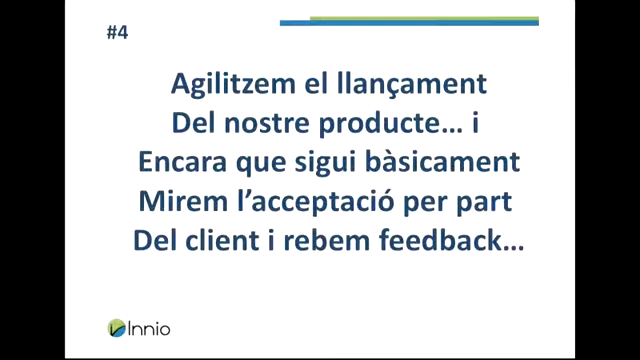 #4
Agilitzem el llançament
Del nostre producte... i
Encara que sigui bàsicament
Mirem l’acceptació per part
Del client i rebem feedback...
Innio